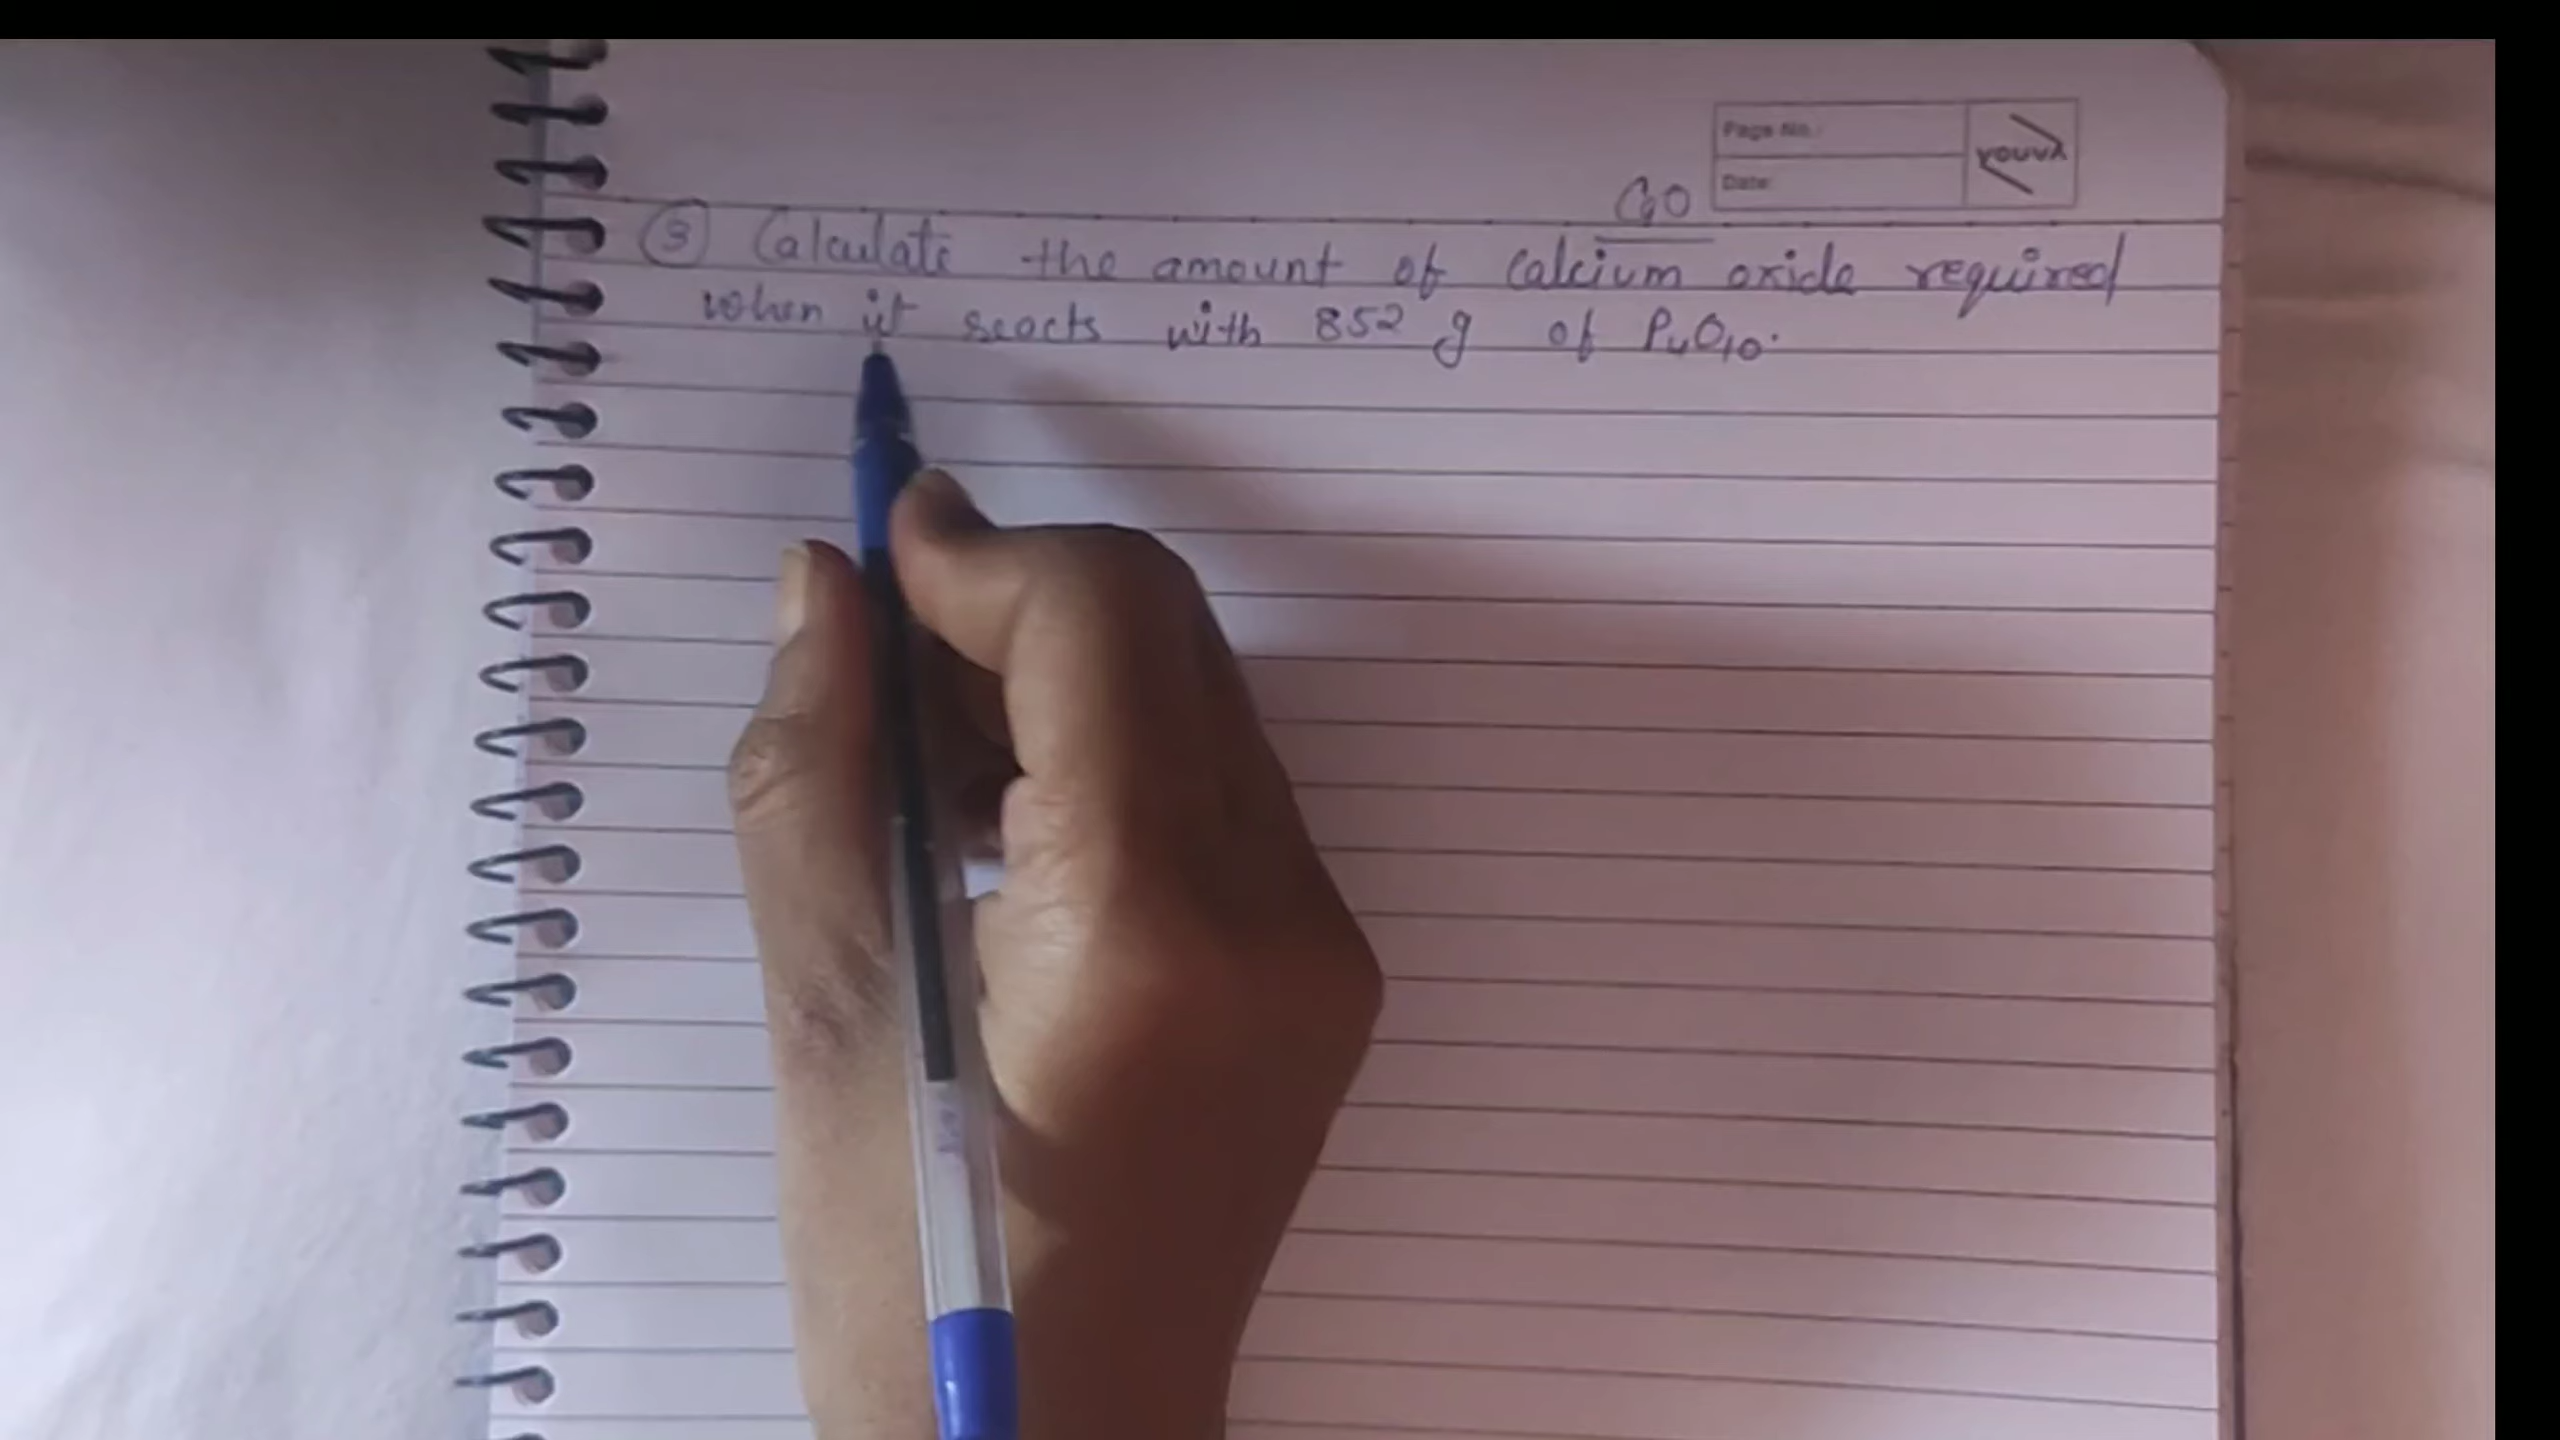 Page No.:
Date:
YOUVA
CaO
③ Calculate the amount of Calcium oxide required
when it reacts with 852 g of P₄O₁₀.